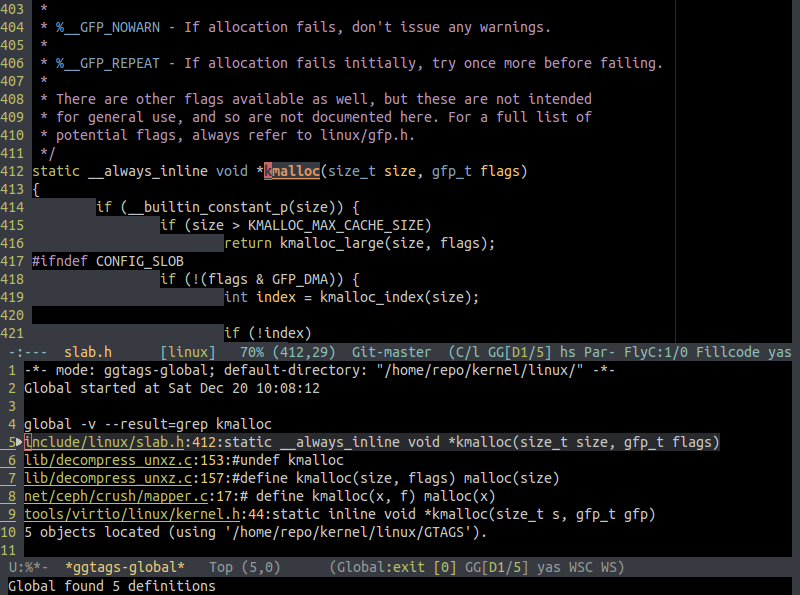 403  *
404  * %__GFP_NOWARN - If allocation fails, don't issue any warnings.
405  *
406  * %__GFP_REPEAT - If allocation fails initially, try once more before failing.
407  *
408  * There are other flags available as well, but these are not intended
409  * for general use, and so are not documented here. For a full list of
410  * potential flags, always refer to linux/gfp.h.
411  */
412 static __always_inline void *kmalloc(size_t size, gfp_t flags)
413 {
414         if (__builtin_constant_p(size)) {
415                 if (size > KMALLOC_MAX_CACHE_SIZE)
416                         return kmalloc_large(size, flags);
417 #ifndef CONFIG_SLOB
418                 if (!(flags & GFP_DMA)) {
419                         int index = kmalloc_index(size);
420
421                         if (!index)
-:---  slab.h      [linux]   70% (412,29)  Git-master  (C/l GG[D1/5] hs Par- FlyC:1/0 Fillcode yas
1 -*- mode: ggtags-global; default-directory: "/home/repo/kernel/linux/" -*-
2 Global started at Sat Dec 20 10:08:12
3
4 global -v --result=grep kmalloc
5 include/linux/slab.h:412:static __always_inline void *kmalloc(size_t size, gfp_t flags)
6 lib/decompress_unxz.c:153:#undef kmalloc
7 lib/decompress_unxz.c:157:#define kmalloc(size, flags) malloc(size)
8 net/ceph/crush/mapper.c:17:# define kmalloc(x, f) malloc(x)
9 tools/virtio/linux/kernel.h:44:static inline void *kmalloc(size_t s, gfp_t gfp)
10 5 objects located (using '/home/repo/kernel/linux/GTAGS').
11
U:%*-  *ggtags-global*   Top (5,0)      (Global:exit [0] GG[D1/5] yas WSC WS)
Global found 5 definitions